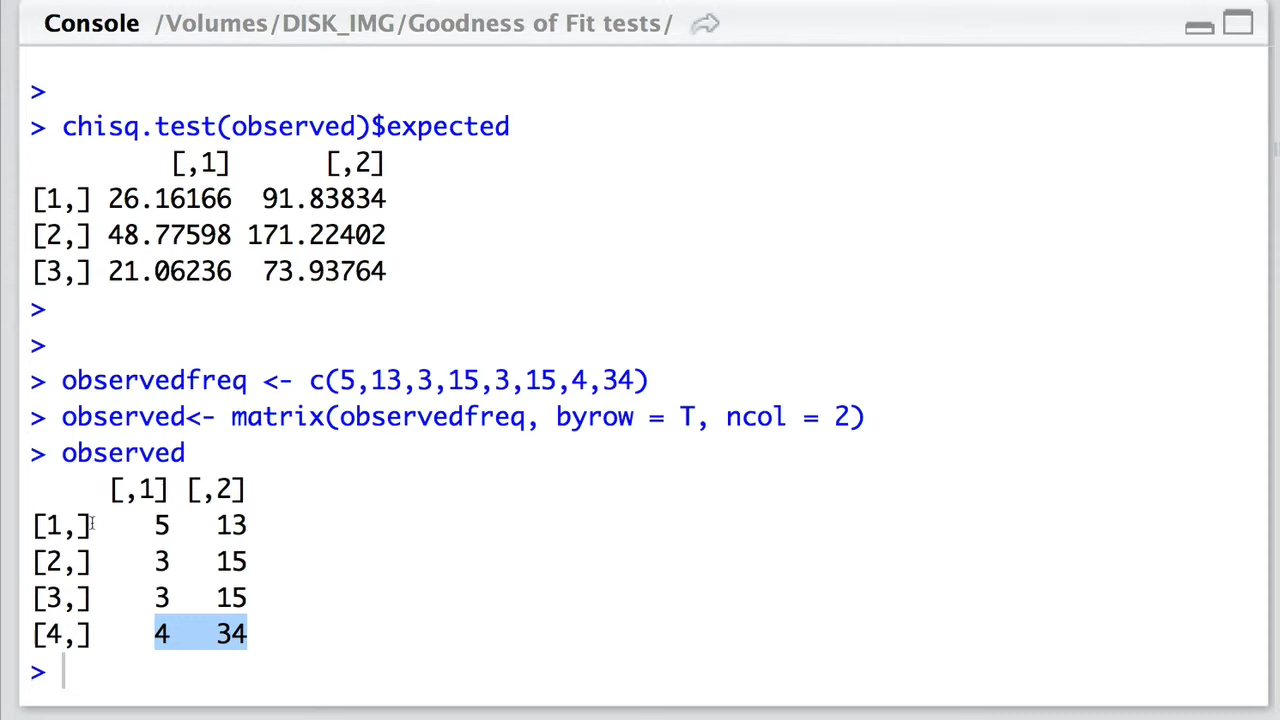 Console /Volumes/DISK_IMG/Goodness of Fit tests/
>
> chisq.test(observed)$expected
[,1] [,2]
[1,] 26.16166 91.83834
[2,] 48.77598 171.22402
[3,] 21.06236 73.93764
>
>
> observedfreq <- c(5,13,3,15,3,15,4,34)
> observed<- matrix(observedfreq, byrow = T, ncol = 2)
> observed
[,1] [,2]
[1,] 5 13
[2,] 3 15
[3,] 3 15
[4,] 4 34
>